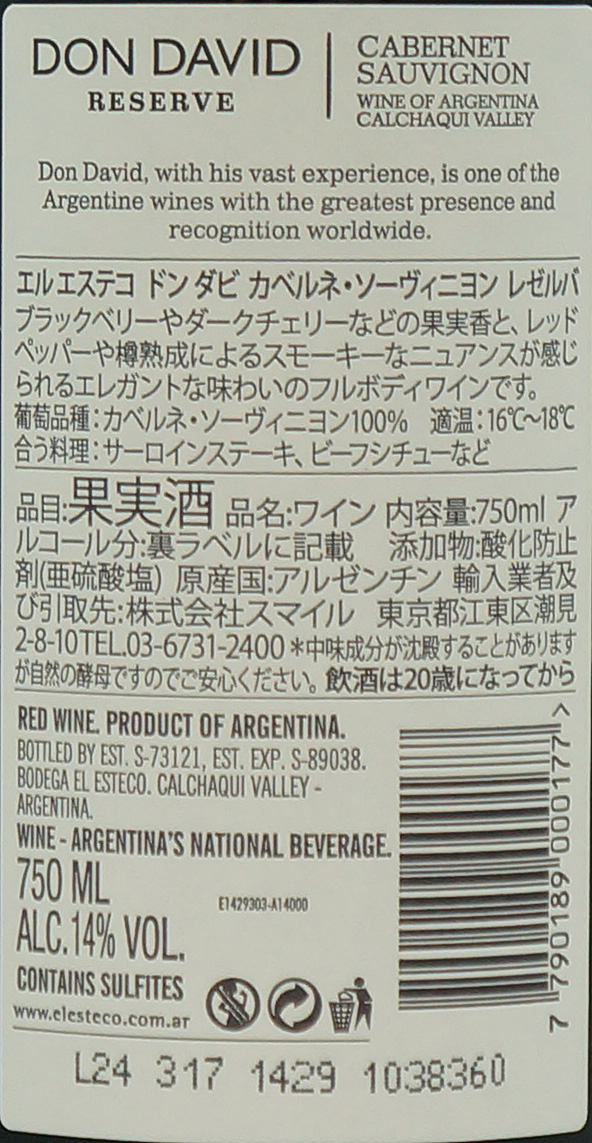 DON DAVID
RESERVE
CABERNET
SAUVIGNON
WINE OF ARGENTINA
CALCHAQUI VALLEY
Don David, with his vast experience, is one of the
Argentine wines with the greatest presence and
recognition worldwide.
エル エステコ ドン ダビ カベルネ・ソーヴィニヨン レゼルバ
ブラックベリーやダークチェリーなどの果実香と、レッド
ペッパーや樽熟成によるスモーキーなニュアンスが感じ
られるエレガントな味わいのフルボディワインです。
葡萄品種:カベルネ・ソーヴィニヨン100% 適温:16℃~18℃
合う料理:サーロインステーキ、ビーフシチューなど
品目:果実酒 品名:ワイン 内容量:750ml ア
ルコール分:裏ラベルに記載 添加物:酸化防止
剤(亜硫酸塩) 原産国:アルゼンチン 輸入業者及
び引取先:株式会社スマイル 東京都江東区潮見
2-8-10 TEL.03-6731-2400 *中味成分が沈殿することがあります
が自然の酵母ですのでご安心ください。飲酒は20歳になってから
RED WINE. PRODUCT OF ARGENTINA.
BOTTLED BY EST. S-73121, EST. EXP. S-89038.
BODEGA EL ESTECO. CALCHAQUI VALLEY -
ARGENTINA.
WINE - ARGENTINA'S NATIONAL BEVERAGE.
750 ML
E1429303-A14000
ALC.14% VOL.
CONTAINS SULFITES
www.elesteco.com.ar
7 790189 000177 >
L24 317 1429 1038360